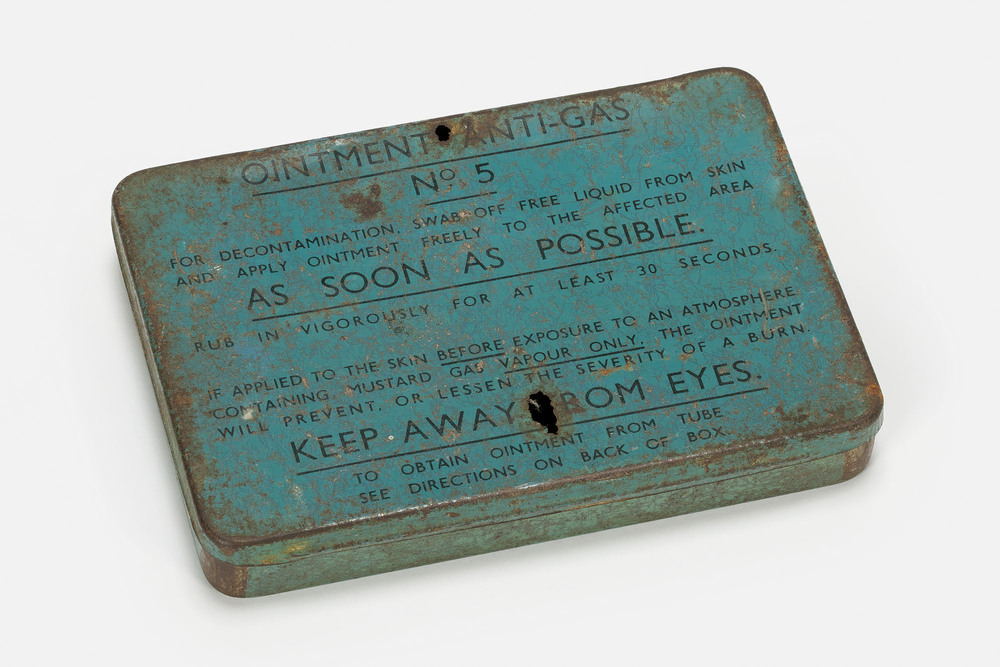 OINTMENT ANTI-GAS
No 5
FOR DECONTAMINATION, SWAB OFF FREE LIQUID FROM SKIN
AND APPLY OINTMENT FREELY TO THE AFFECTED AREA
AS SOON AS POSSIBLE.
RUB IN VIGOROUSLY FOR AT LEAST 30 SECONDS.
IF APPLIED TO THE SKIN BEFORE EXPOSURE TO AN ATMOSPHERE
CONTAINING MUSTARD GAS VAPOUR ONLY, THE OINTMENT
WILL PREVENT, OR LESSEN THE SEVERITY OF A BURN.
KEEP AWAY FROM EYES.
TO OBTAIN OINTMENT FROM TUBE
SEE DIRECTIONS ON BACK OF BOX.